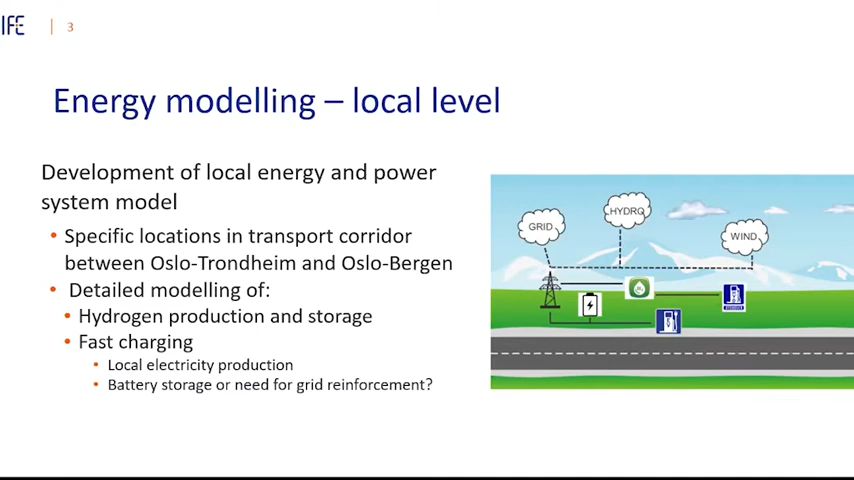 IFE
3
Energy modelling – local level
Development of local energy and power
system model
• Specific locations in transport corridor
between Oslo-Trondheim and Oslo-Bergen
• Detailed modelling of:
• Hydrogen production and storage
• Fast charging
• Local electricity production
• Battery storage or need for grid reinforcement?
GRID
HYDRO
WIND